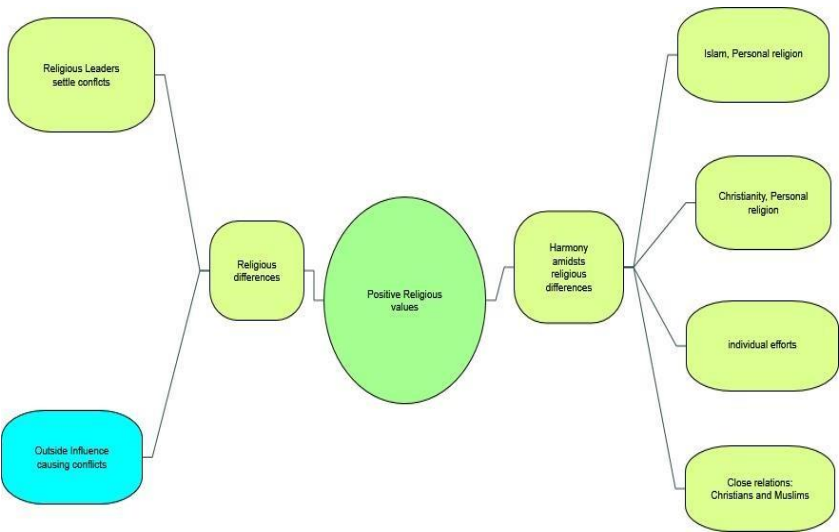 Religious Leaders
settle conflcts
Religious
differences
Outside Influence
causing conflicts
Positive Religious
values
Harmony
amidsts
religious
differences
Islam, Personal religion
Christianity, Personal
religion
individual efforts
Close relations:
Christians and Muslims